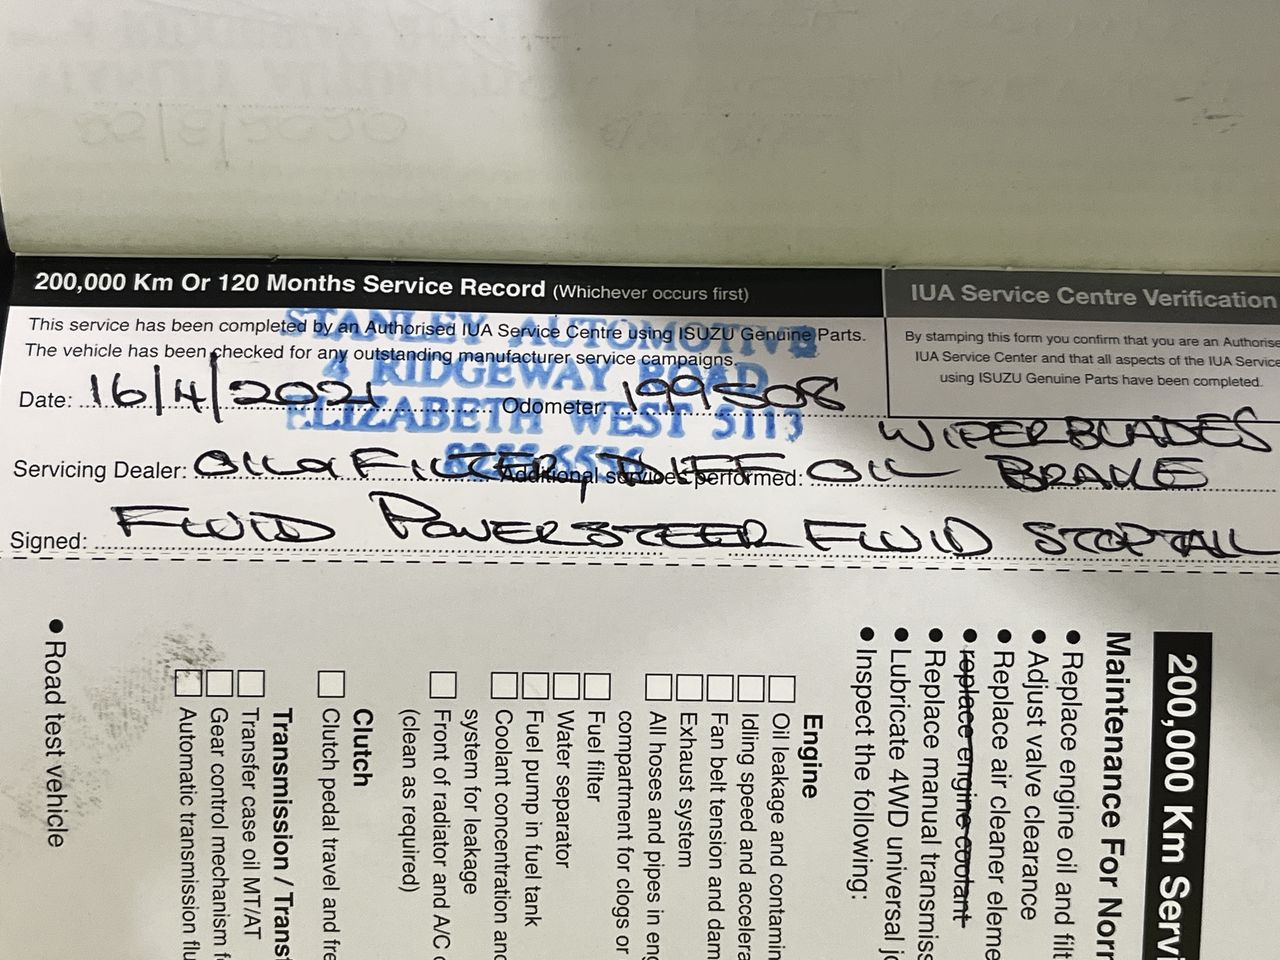 200,000 Km Or 120 Months Service Record (Whichever occurs first)
IUA Service Centre Verification
This service has been completed by an Authorised IUA Service Centre using ISUZU Genuine Parts.
The vehicle has been checked for any outstanding manufacturer service campaigns.
By stamping this form you confirm that you are an Authorise
IUA Service Center and that all aspects of the IUA Service
using ISUZU Genuine Parts have been completed.
STANLEY AUTOMOTIVE
4 RIDGEWAY ROAD
ELIZABETH WEST 5113
Date: 16/4/2021 Odometer: 199508
WIPERBLADES
Servicing Dealer: OIL & FILTER, DIFF OIL BRAKE
Additional services performed:
Signed: FLUID POWERSTEER FLUID STOPTAIL
200,000 Km Servi
Maintenance For Norr
• Replace engine oil and filt
• Adjust valve clearance
• Replace air cleaner eleme
• replace engine coolant
• Replace manual transmiss
• Lubricate 4WD universal jo
• Inspect the following:
Engine
Oil leakage and contamin
Idling speed and accelera
Fan belt tension and dam
Exhaust system
All hoses and pipes in eng
compartment for clogs or
Fuel filter
Water separator
Fuel pump in fuel tank
Coolant concentration and
system for leakage
Front of radiator and A/C c
(clean as required)
Clutch
Clutch pedal travel and fre
Transmission / Transf
Transfer case oil MT/AT
Gear control mechanism f
Automatic transmission flu
• Road test vehicle